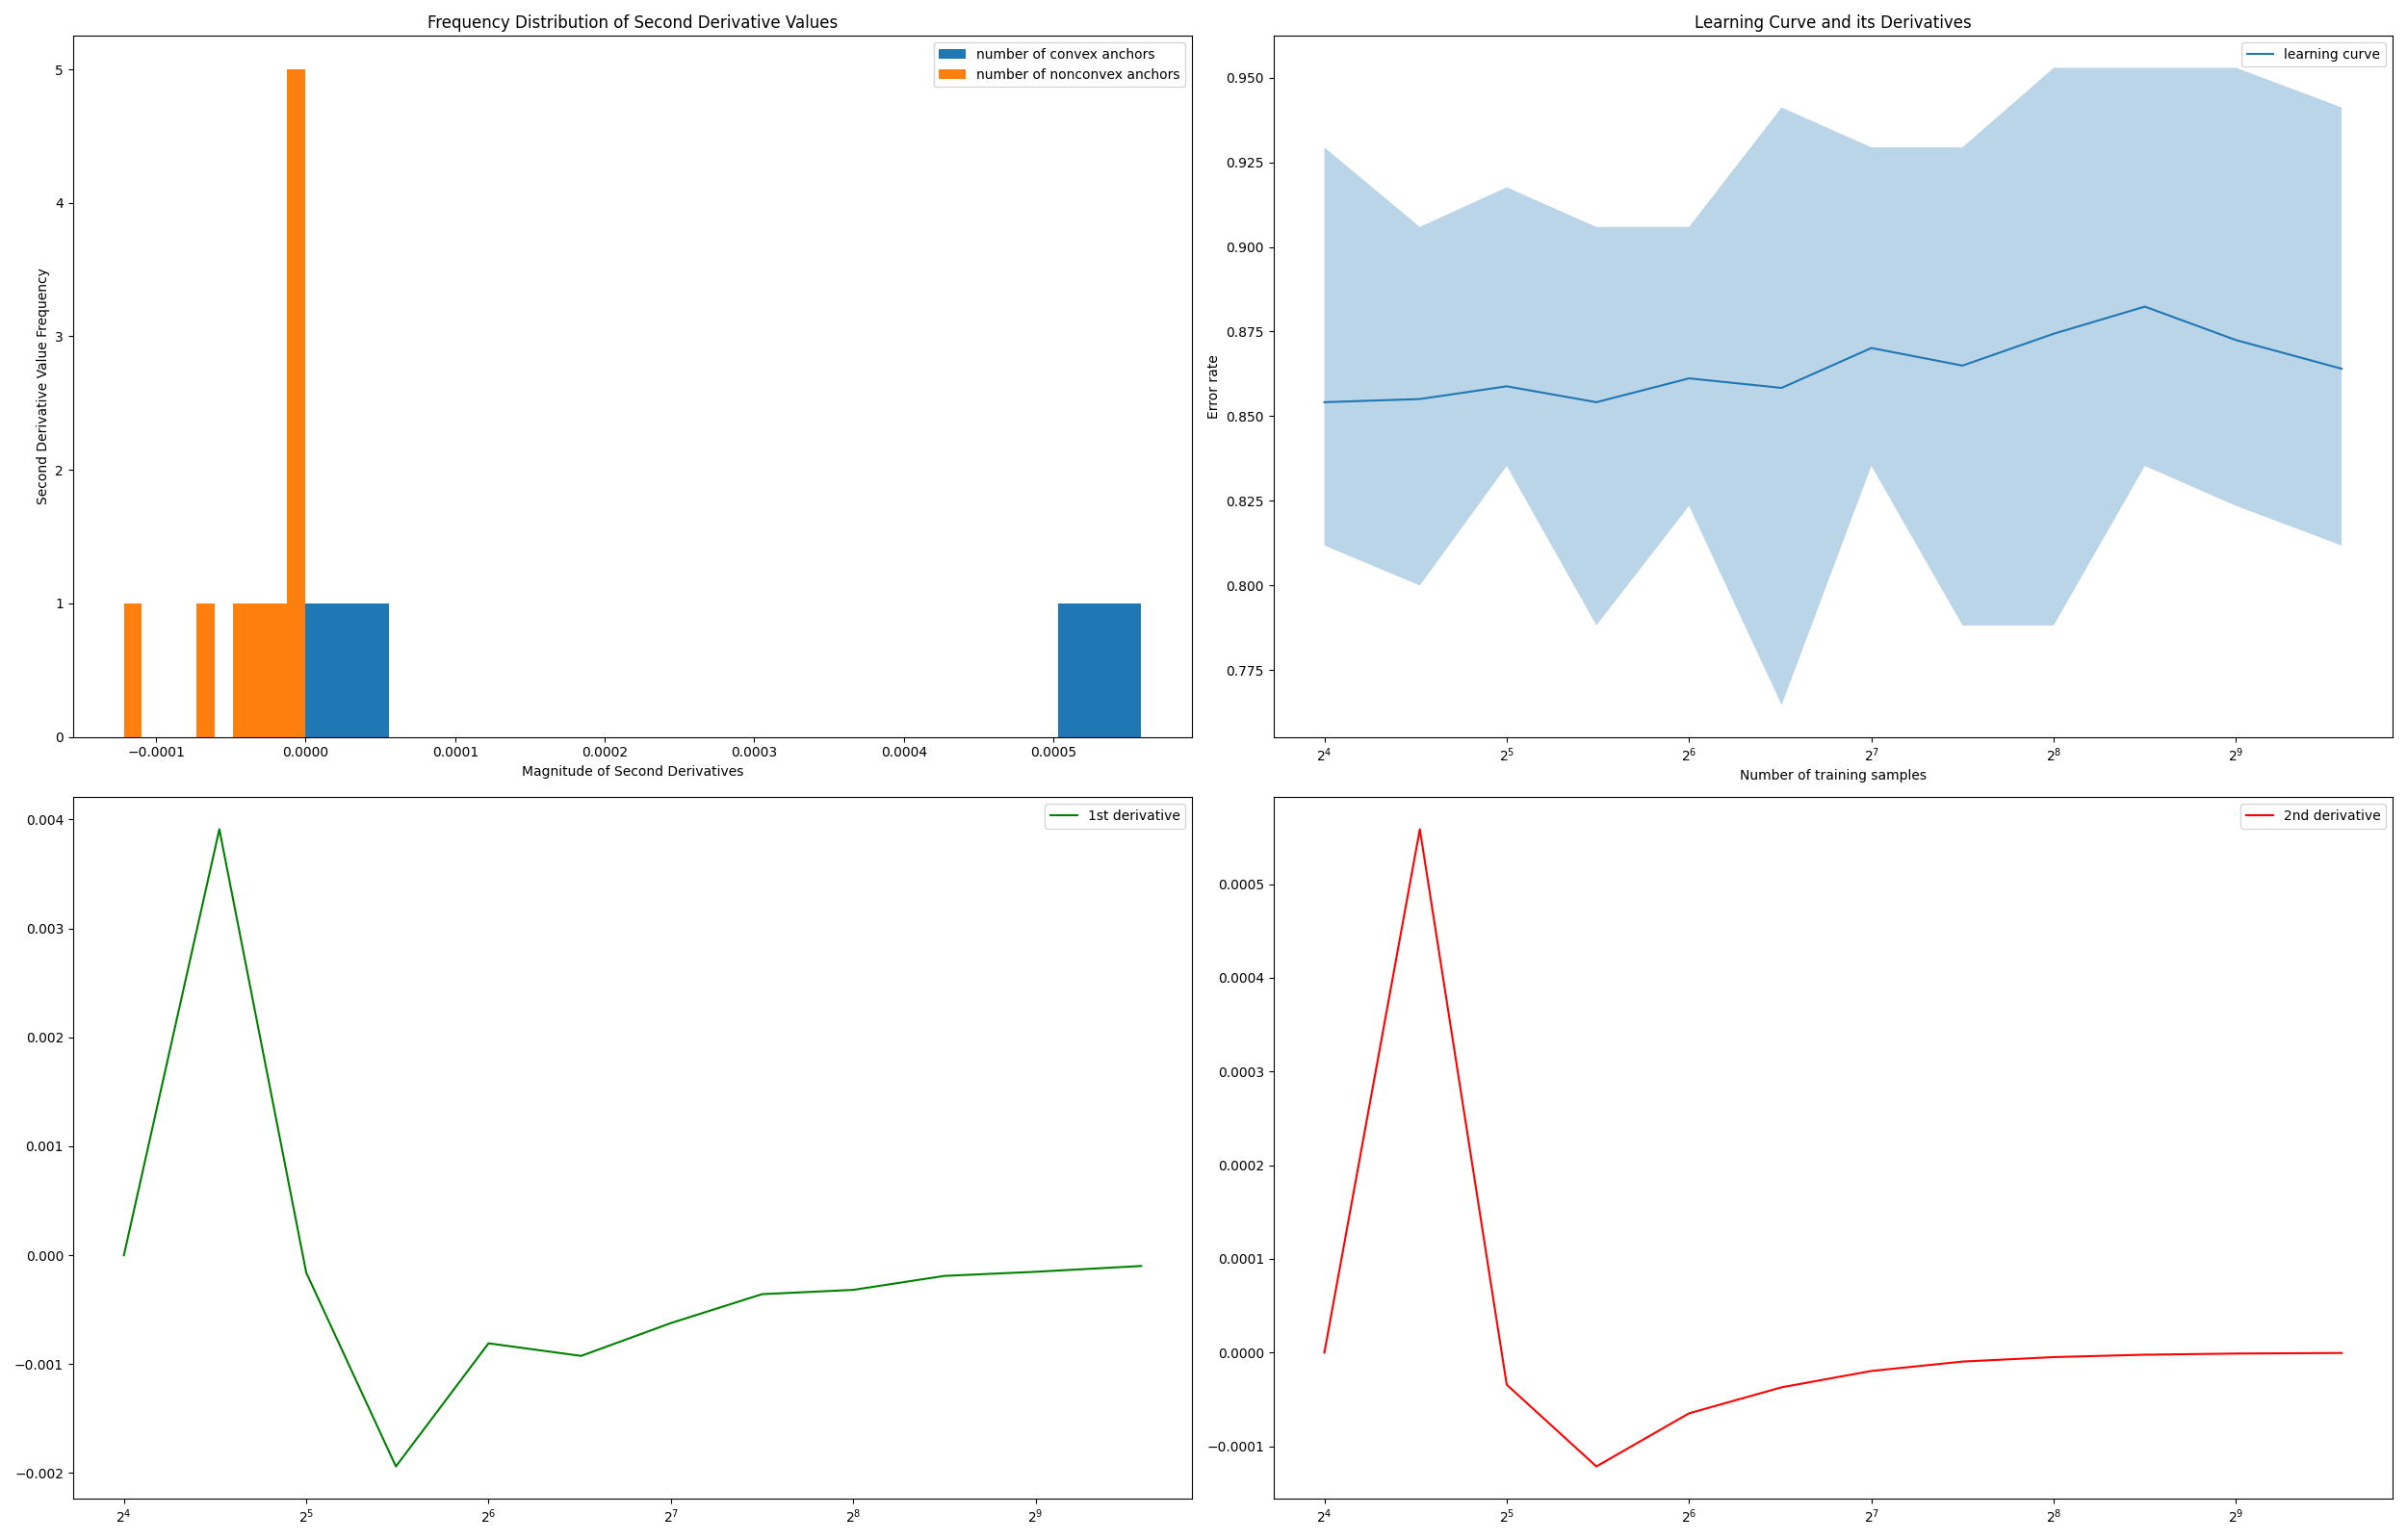 Frequency Distribution of Second Derivative Values
number of convex anchors
number of nonconvex anchors
Second Derivative Value Frequency
5
4
3
2
1
0
−0.0001 0.0000 0.0001 0.0002 0.0003 0.0004 0.0005
Magnitude of Second Derivatives
Learning Curve and its Derivatives
learning curve
Error rate
0.950
0.925
0.900
0.875
0.850
0.825
0.800
0.775
2⁴ 2⁵ 2⁶ 2⁷ 2⁸ 2⁹
Number of training samples
1st derivative
0.004
0.003
0.002
0.001
0.000
−0.001
−0.002
2⁴ 2⁵ 2⁶ 2⁷ 2⁸ 2⁹
2nd derivative
0.0005
0.0004
0.0003
0.0002
0.0001
0.0000
−0.0001
2⁴ 2⁵ 2⁶ 2⁷ 2⁸ 2⁹